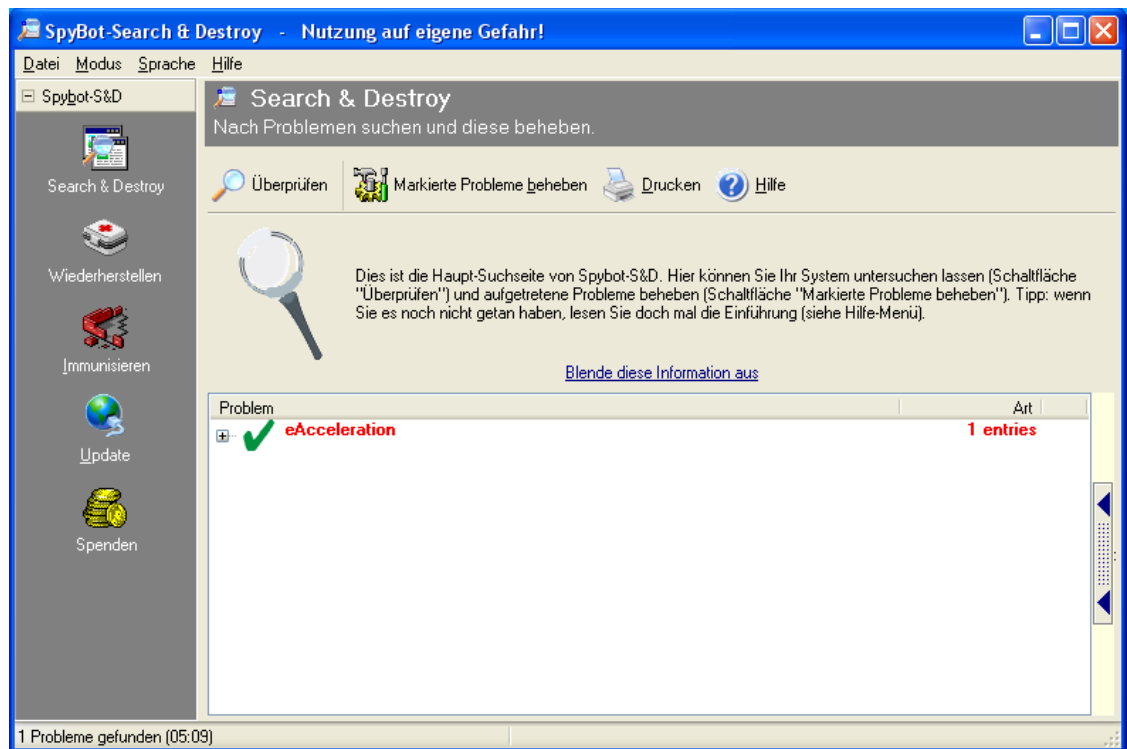 SpyBot-Search & Destroy - Nutzung auf eigene Gefahr!
Datei Modus Sprache Hilfe
Spybot-S&D
Search & Destroy
Nach Problemen suchen und diese beheben.
Search & Destroy
Wiederherstellen
Immunisieren
Update
Spenden
Überprüfen Markierte Probleme beheben Drucken Hilfe
Dies ist die Haupt-Suchseite von Spybot-S&D. Hier können Sie Ihr System untersuchen lassen (Schaltfläche
"Überprüfen") und aufgetretene Probleme beheben (Schaltfläche "Markierte Probleme beheben"). Tipp: wenn
Sie es noch nicht getan haben, lesen Sie doch mal die Einführung (siehe Hilfe-Menü).
Blende diese Information aus
Problem Art
eAcceleration 1 entries
1 Probleme gefunden (05:09)